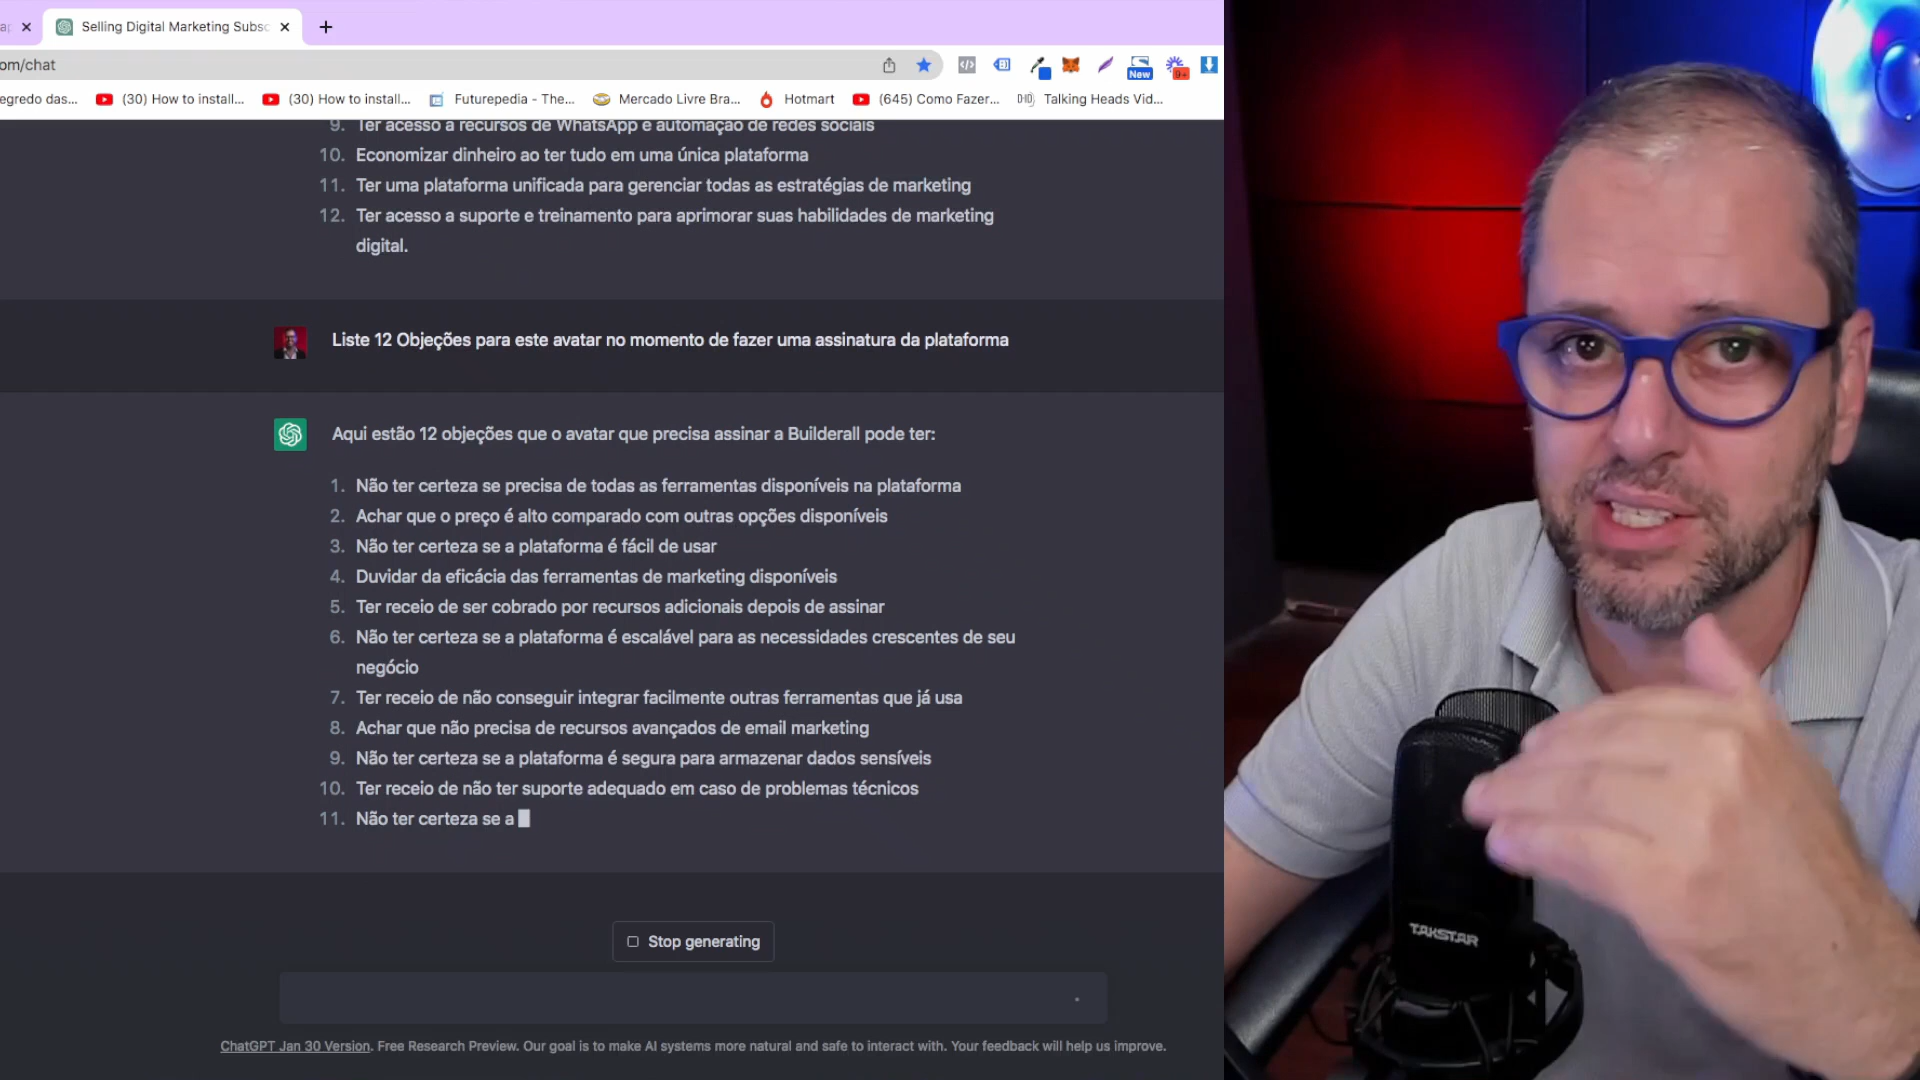 Selling Digital Marketing Subsc
om/chat
New
9+
egredo das...
(30) How to install...
(30) How to install...
Futurepedia - The...
Mercado Livre Bra...
Hotmart
(645) Como Fazer...
Talking Heads Vid...
9. Ter acesso a recursos de WhatsApp e automação de redes sociais
10. Economizar dinheiro ao ter tudo em uma única plataforma
11. Ter uma plataforma unificada para gerenciar todas as estratégias de marketing
12. Ter acesso a suporte e treinamento para aprimorar suas habilidades de marketing
digital.
Liste 12 Objeções para este avatar no momento de fazer uma assinatura da plataforma
Aqui estão 12 objeções que o avatar que precisa assinar a Builderall pode ter:
1. Não ter certeza se precisa de todas as ferramentas disponíveis na plataforma
2. Achar que o preço é alto comparado com outras opções disponíveis
3. Não ter certeza se a plataforma é fácil de usar
4. Duvidar da eficácia das ferramentas de marketing disponíveis
5. Ter receio de ser cobrado por recursos adicionais depois de assinar
6. Não ter certeza se a plataforma é escalável para as necessidades crescentes de seu
negócio
7. Ter receio de não conseguir integrar facilmente outras ferramentas que já usa
8. Achar que não precisa de recursos avançados de email marketing
9. Não ter certeza se a plataforma é segura para armazenar dados sensíveis
10. Ter receio de não ter suporte adequado em caso de problemas técnicos
11. Não ter certeza se a
Stop generating
ChatGPT Jan 30 Version. Free Research Preview. Our goal is to make AI systems more natural and safe to interact with. Your feedback will help us improve.
TAKSTAR